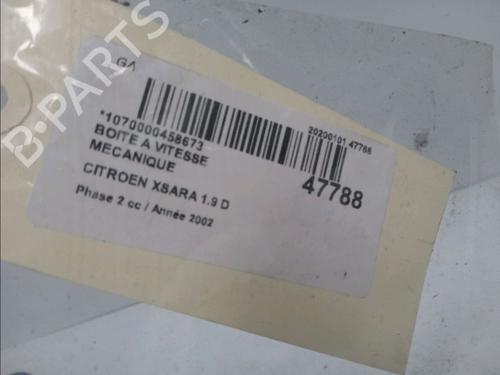 GA
*1070000458673
20200101 47788
BOITE A VITESSE
MECANIQUE
47788
CITROEN XSARA 1.9 D
Phase 2 cc / Année 2002
B-PARTS